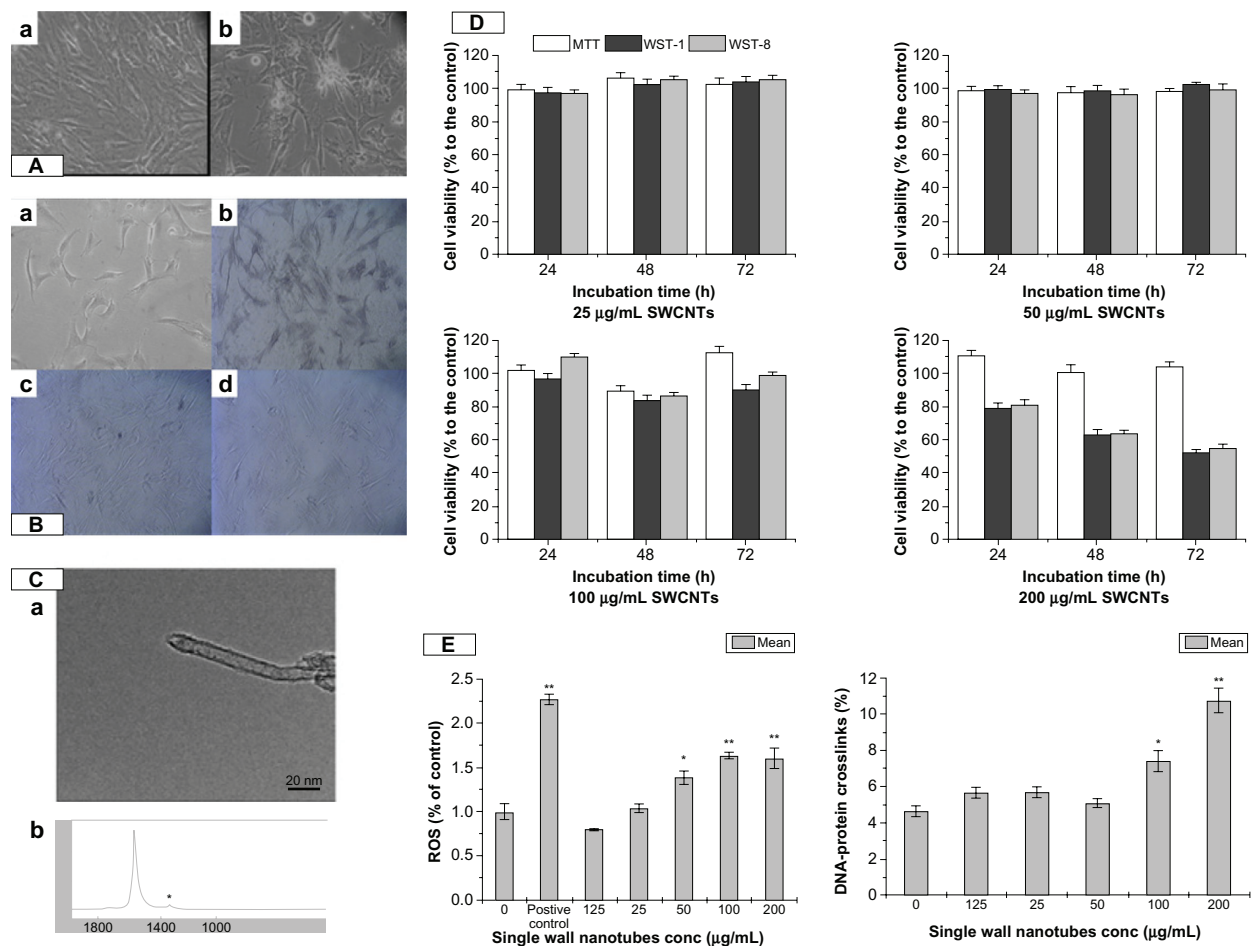 a
b
A
a
b
c
d
B
C
a
20 nm
b
*
1800 1400 1000
D
MTT WST-1 WST-8
Cell viability (% to the control)
120
100
80
60
40
20
0
24 48 72
Incubation time (h)
25 µg/mL SWCNTs
Cell viability (% to the control)
120
100
80
60
40
20
0
24 48 72
Incubation time (h)
50 µg/mL SWCNTs
Cell viability (% to the control)
120
100
80
60
40
20
0
24 48 72
Incubation time (h)
100 µg/mL SWCNTs
Cell viability (% to the control)
120
100
80
60
40
20
0
24 48 72
Incubation time (h)
200 µg/mL SWCNTs
E
Mean
ROS (% of control)
2.5
2.0
1.5
1.0
0.5
0.0
**
*
**
**
0 Postive control 125 25 50 100 200
Single wall nanotubes conc (µg/mL)
Mean
DNA-protein crosslinks (%)
12
10
8
6
4
2
0
*
**
0 125 25 50 100 200
Single wall nanotubes conc (µg/mL)